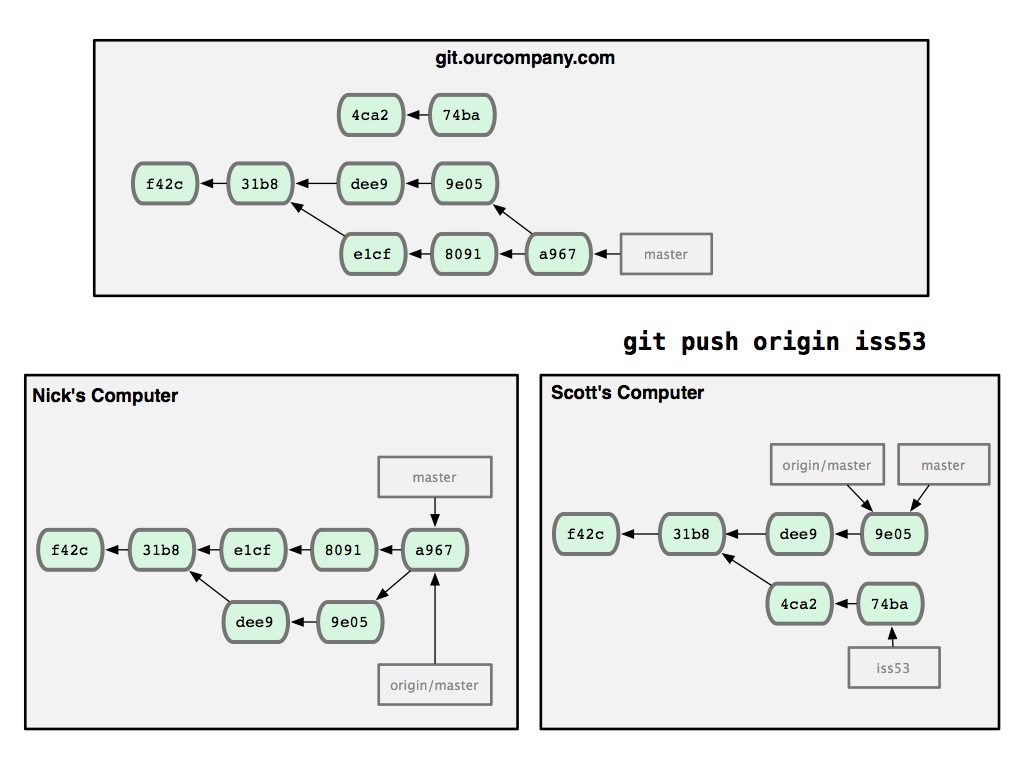 git.ourcompany.com
4ca2 74ba
f42c 31b8 dee9 9e05
e1cf 8091 a967 master
git push origin iss53
Nick's Computer
master
f42c 31b8 e1cf 8091 a967
dee9 9e05
origin/master
Scott's Computer
origin/master master
f42c 31b8 dee9 9e05
4ca2 74ba
iss53